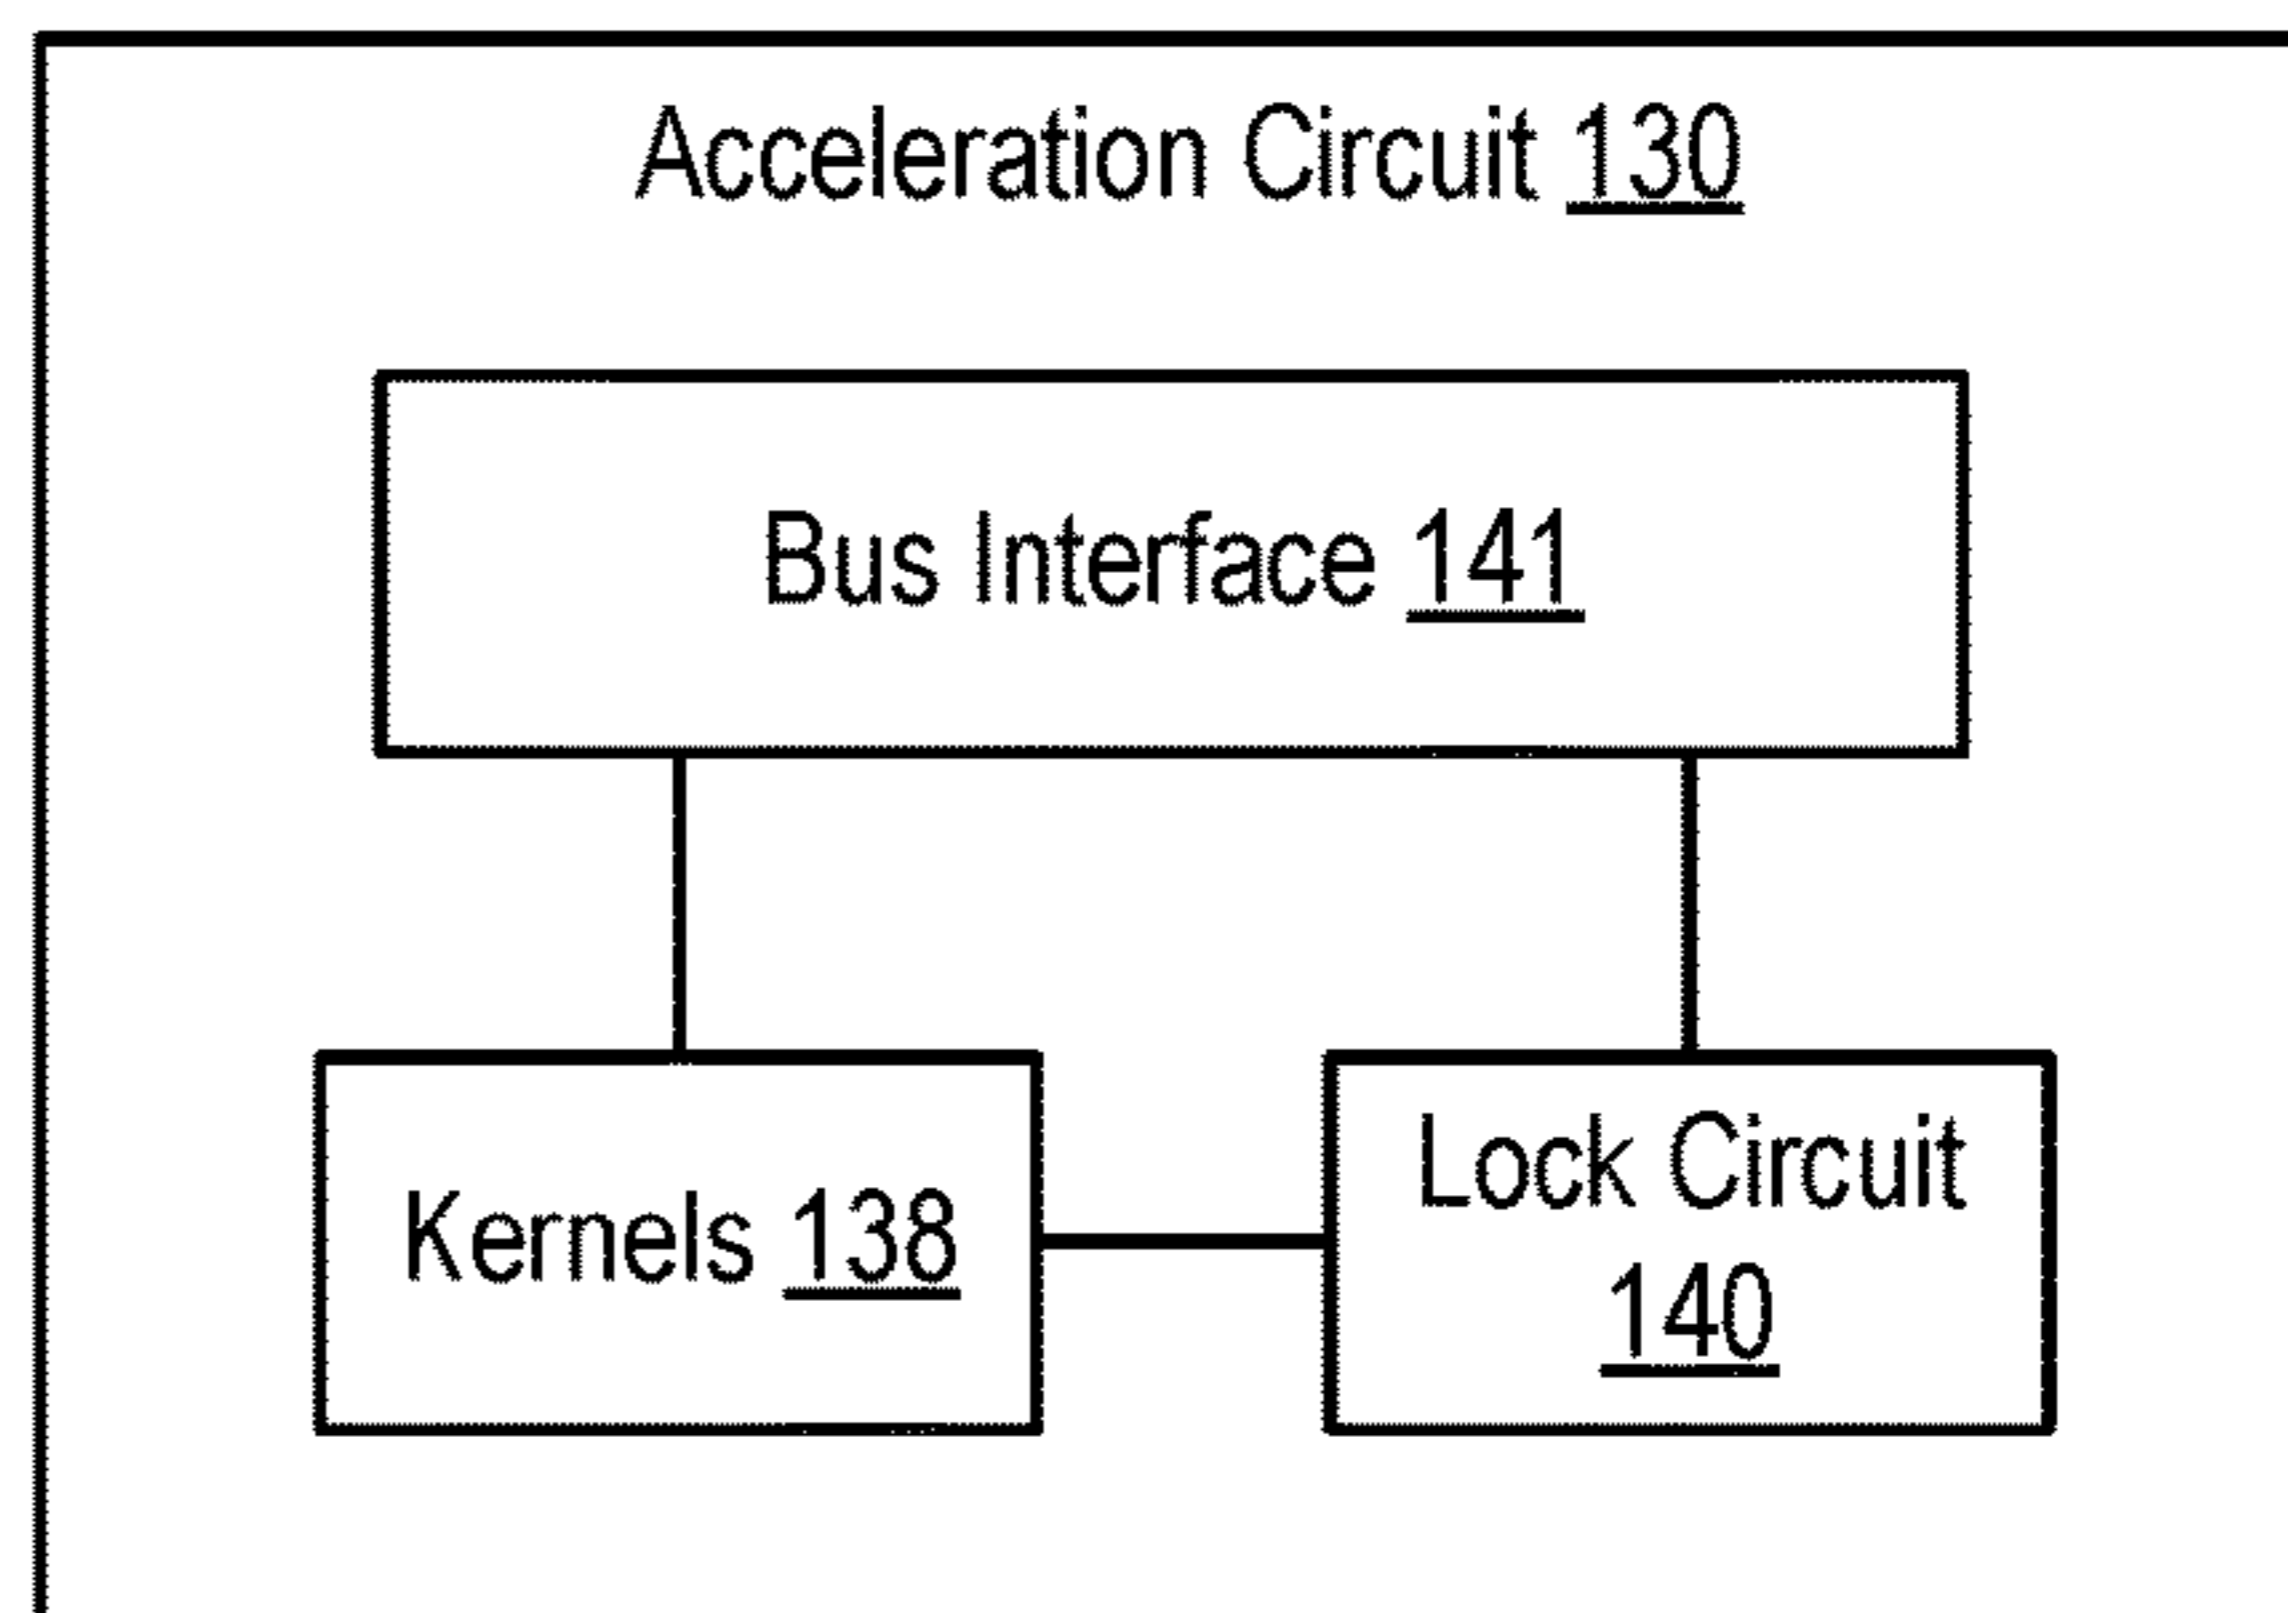 Acceleration Circuit 130
Bus Interface 141
Kernels 138
Lock Circuit
140